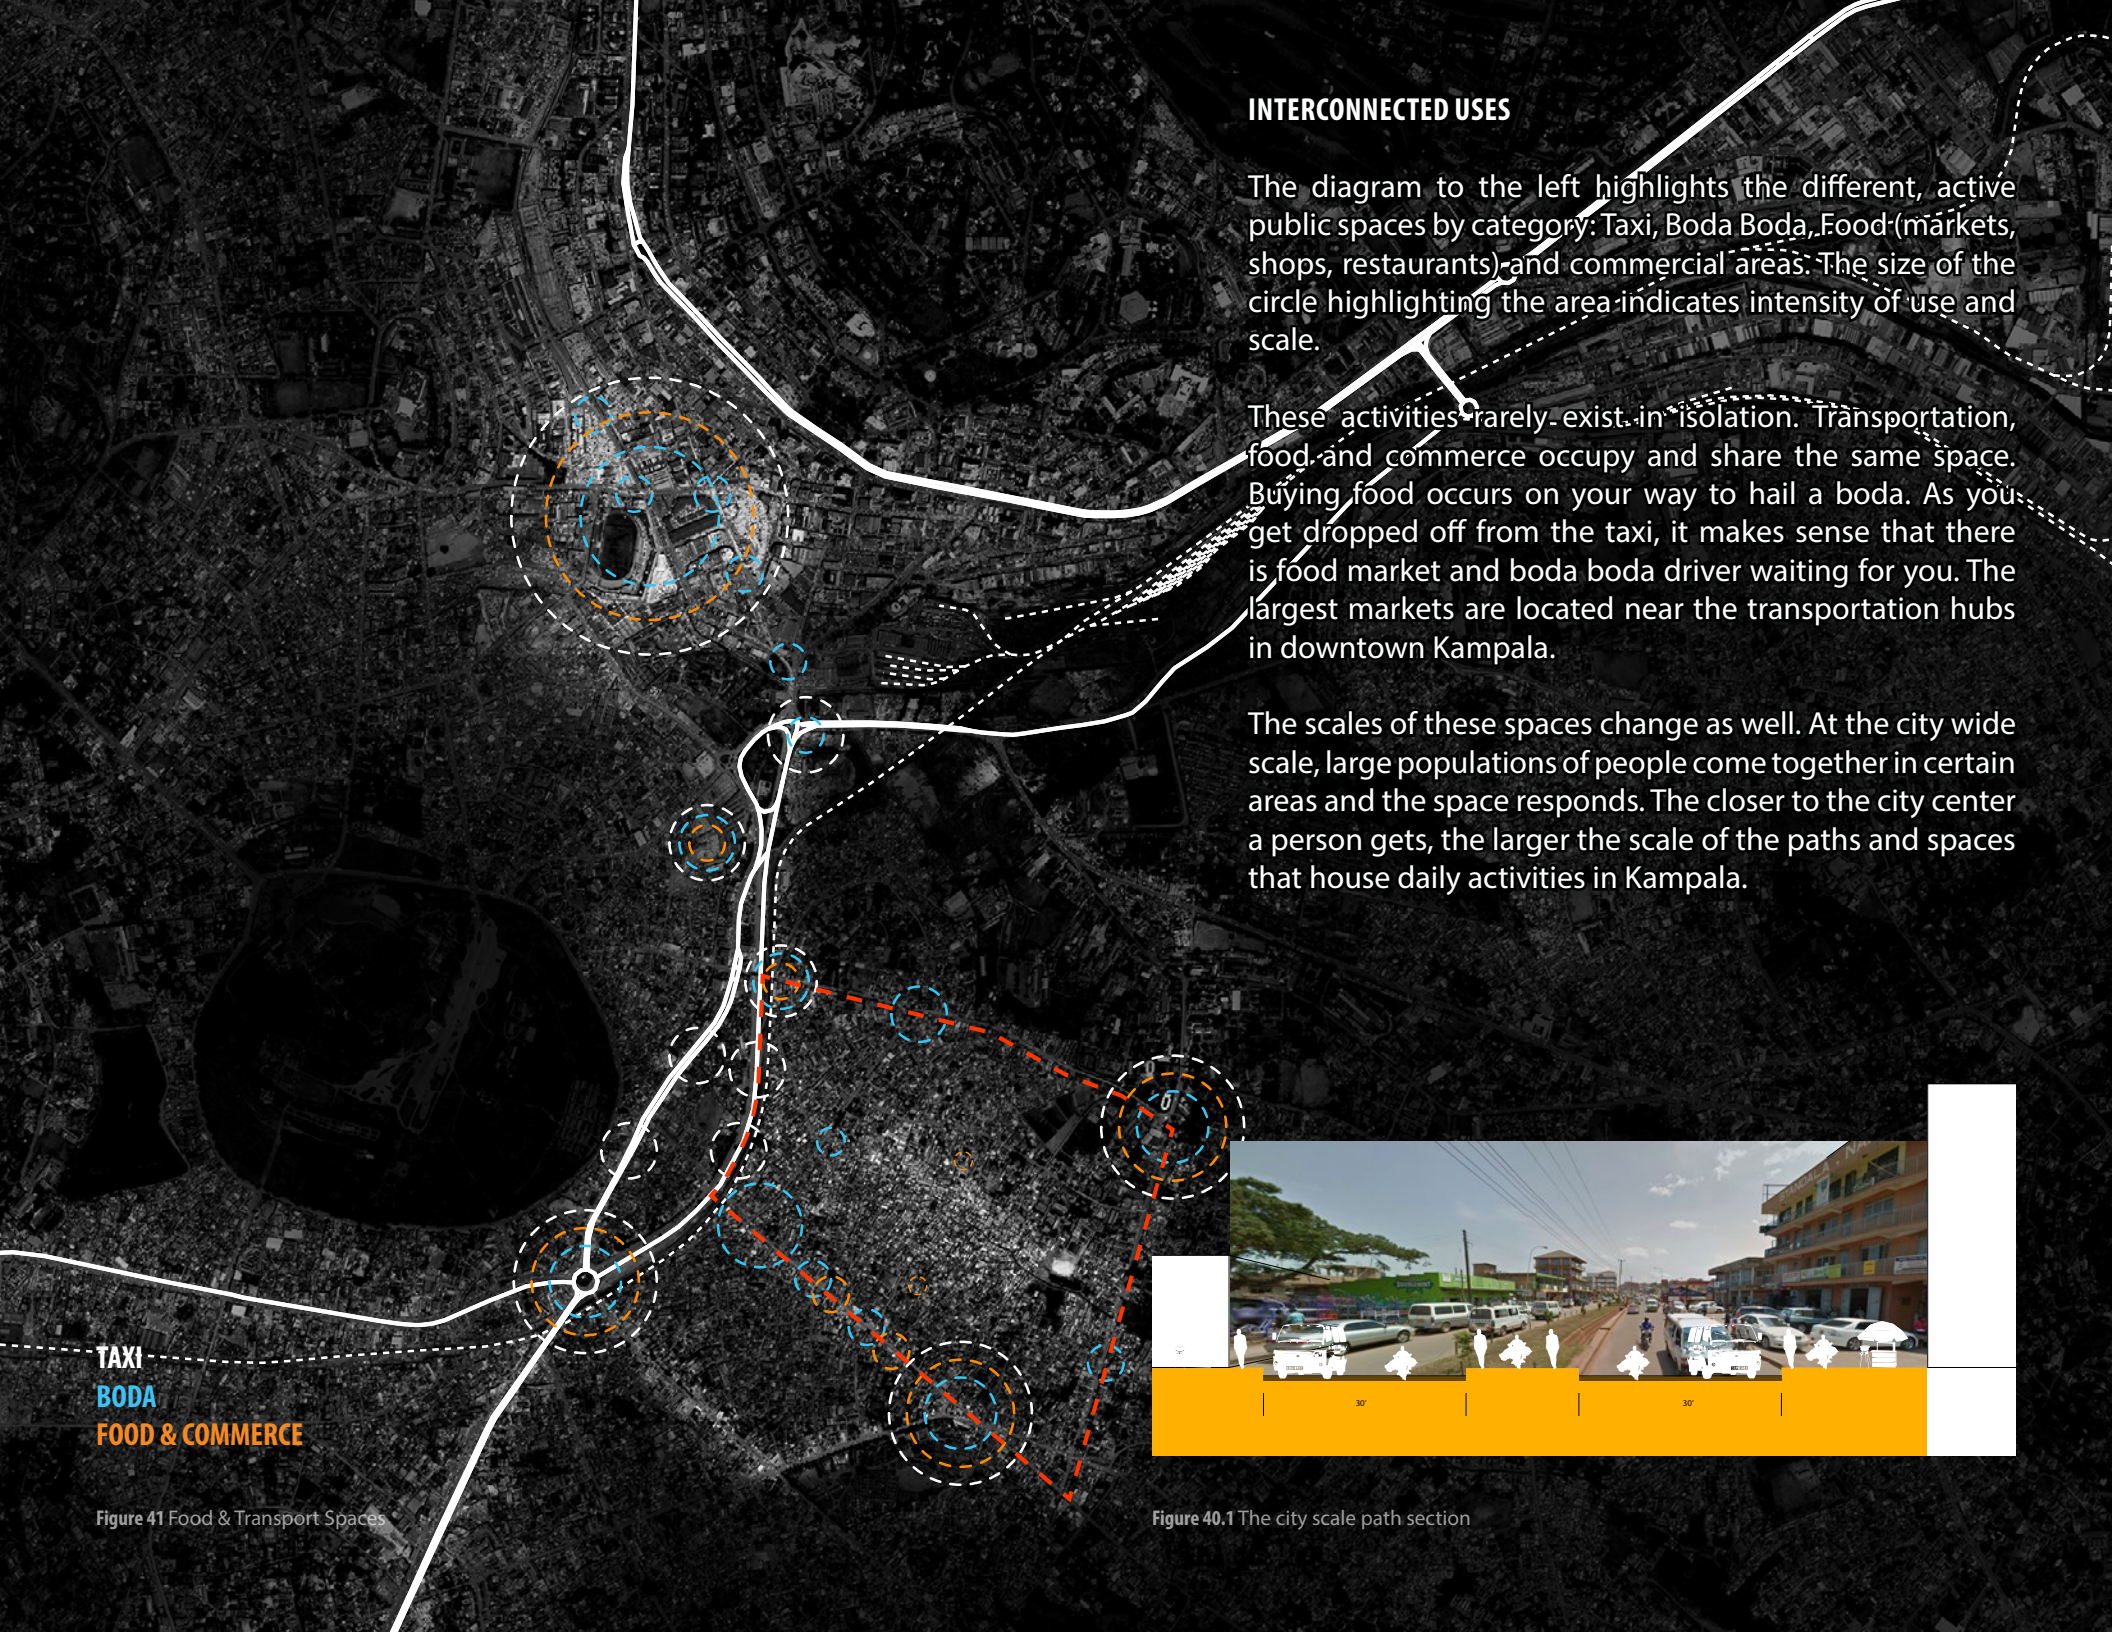 INTERCONNECTED USES
The diagram to the left highlights the different, active
public spaces by category: Taxi, Boda Boda, Food (markets,
shops, restaurants) and commercial areas. The size of the
circle highlighting the area indicates intensity of use and
scale.
These activities rarely exist in isolation. Transportation,
food and commerce occupy and share the same space.
Buying food occurs on your way to hail a boda. As you
get dropped off from the taxi, it makes sense that there
is food market and boda boda driver waiting for you. The
largest markets are located near the transportation hubs
in downtown Kampala.
The scales of these spaces change as well. At the city wide
scale, large populations of people come together in certain
areas and the space responds. The closer to the city center
a person gets, the larger the scale of the paths and spaces
that house daily activities in Kampala.
TAXI
BODA
FOOD & COMMERCE
30'
30'
Figure 41 Food & Transport Spaces
Figure 40.1 The city scale path section